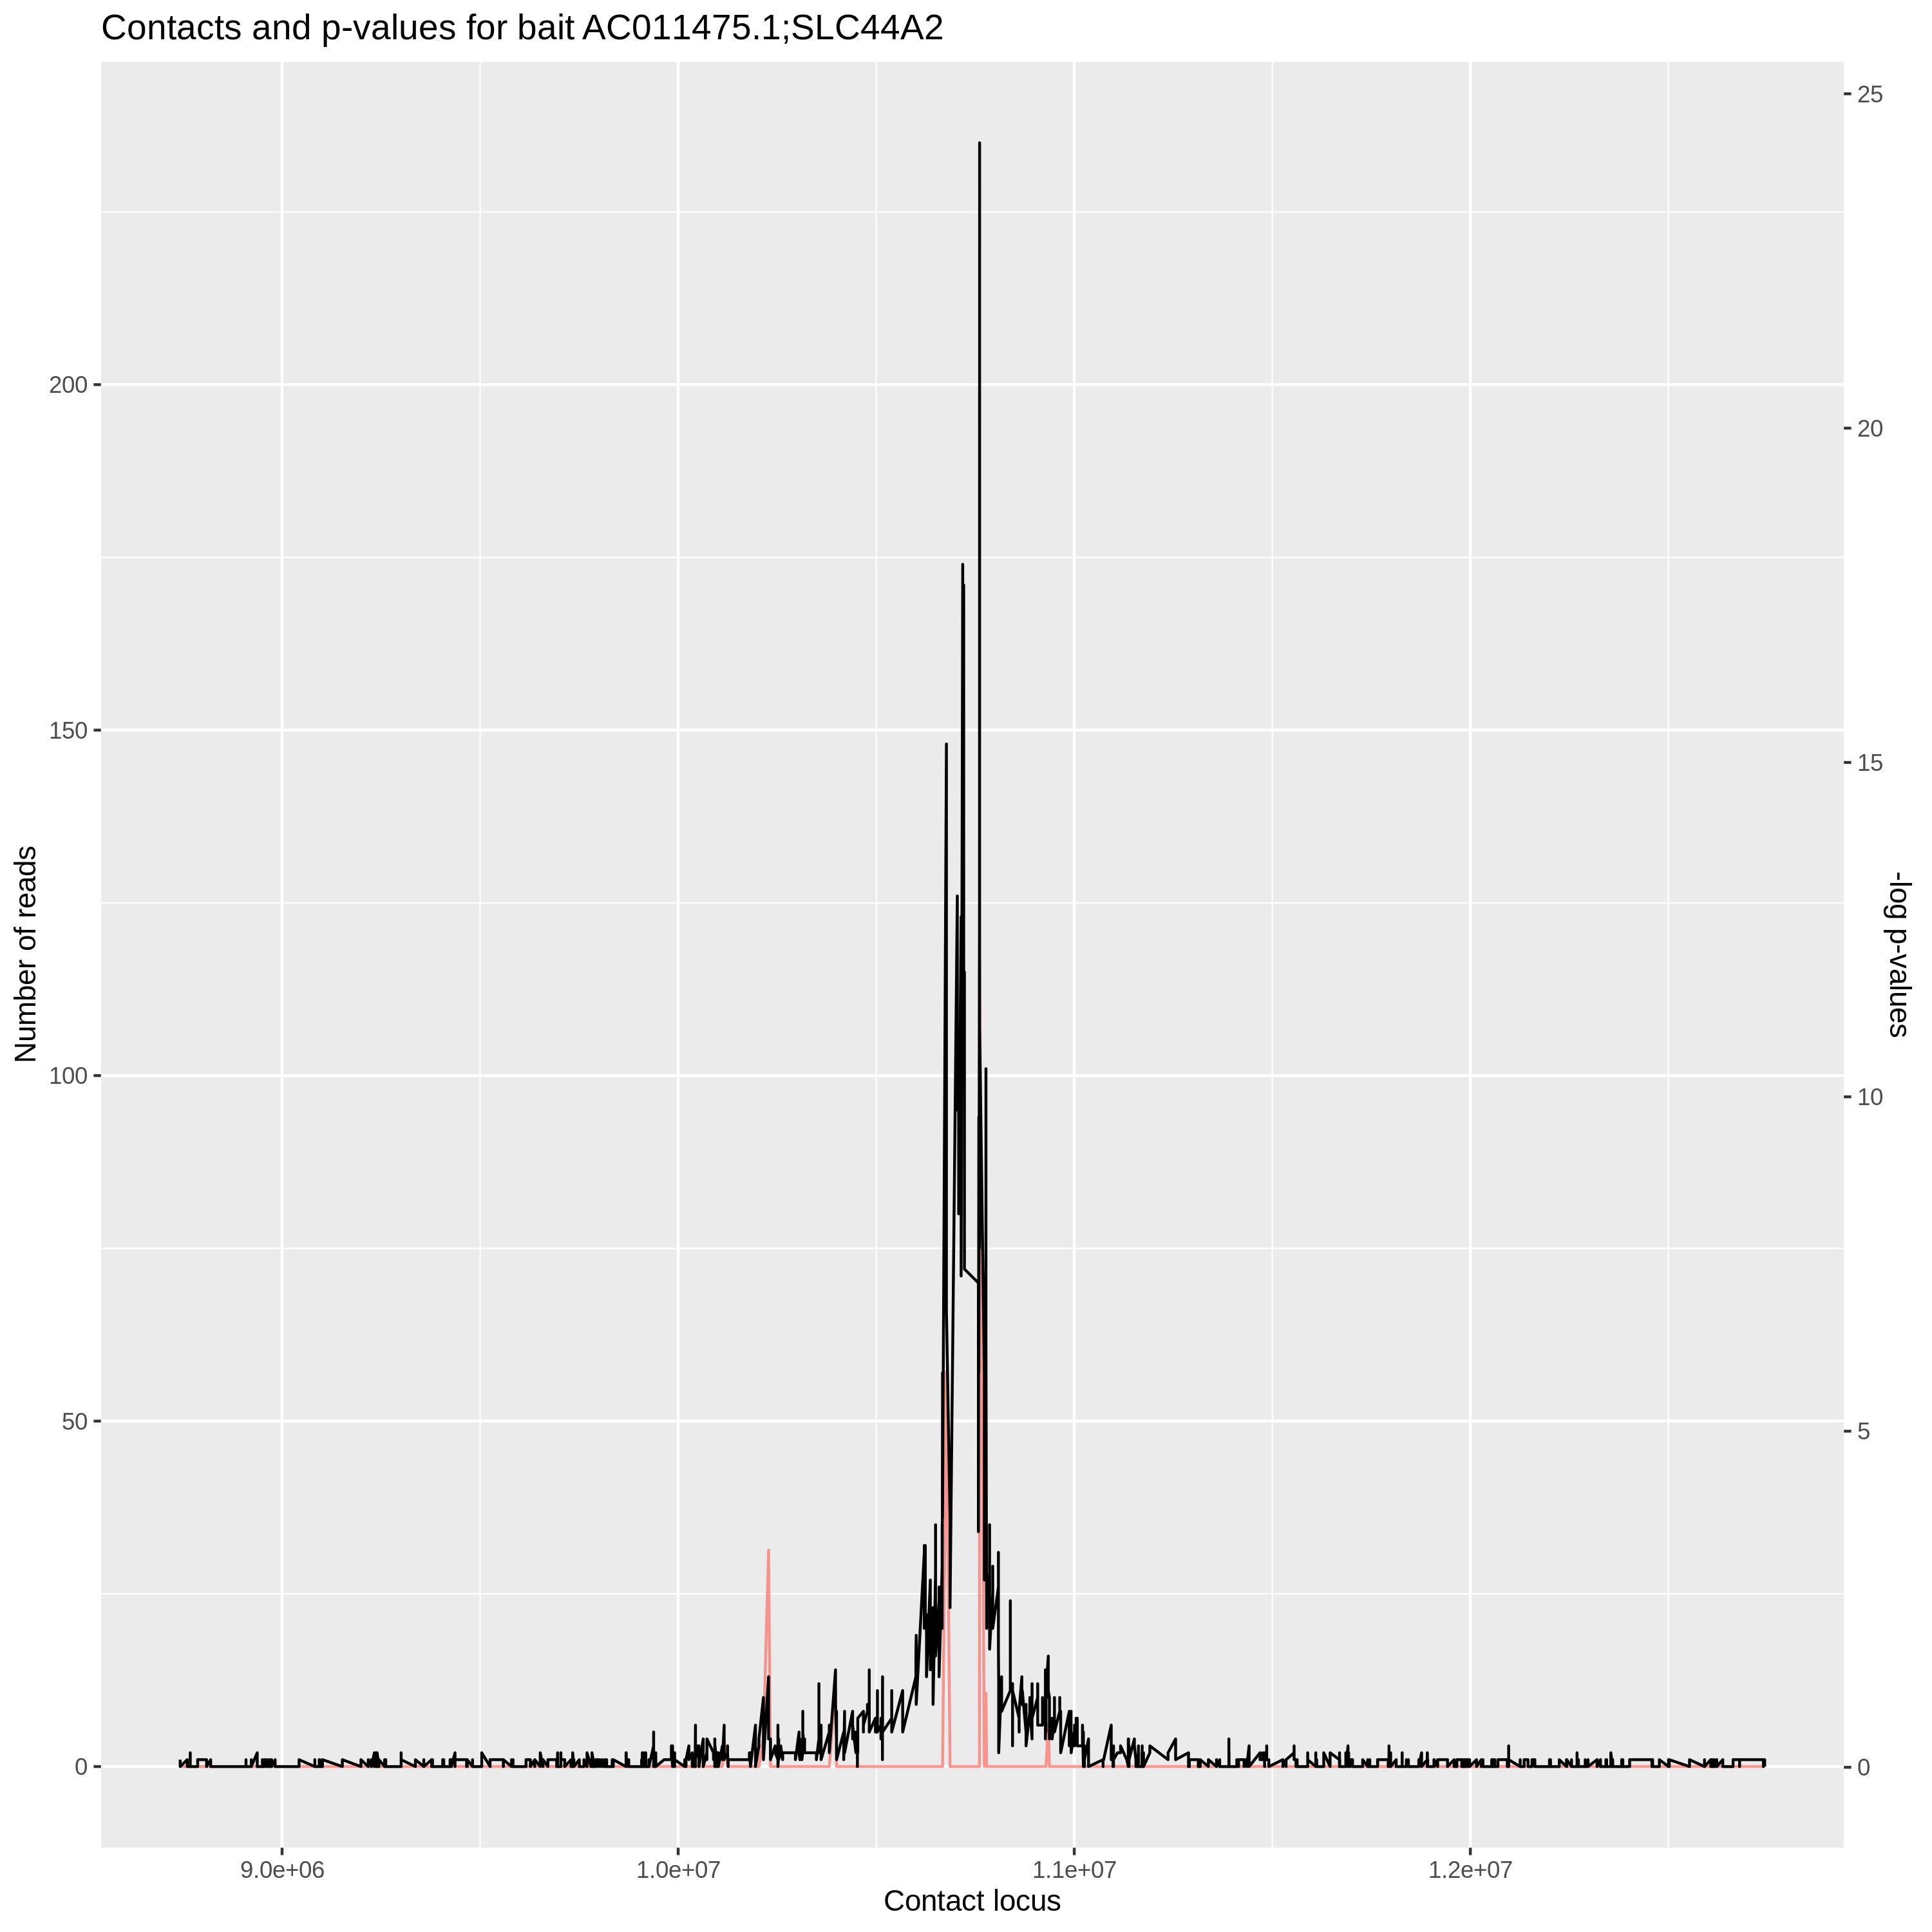 Contacts and p-values for bait AC011475.1;SLC44A2
25
20
15
10
5
0
-log p-values
200
150
100
50
0
Number of reads
9.0e+06 1.0e+07 1.1e+07 1.2e+07
Contact locus